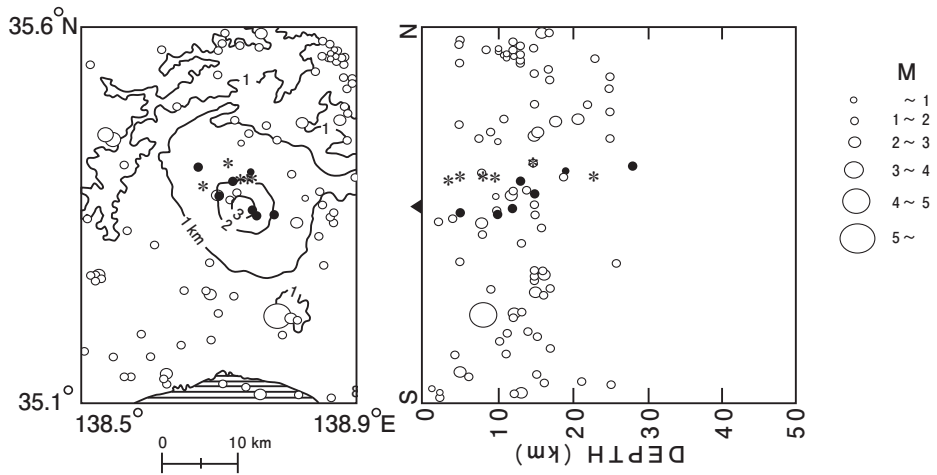 35.6°N
35.1°
138.5°
138.9°E
1
1
1
1 km
2
3
0 10 km
N
S
0 10 20 30 40 50
DEPTH (km)
M
~ 1
1 ~ 2
2 ~ 3
3 ~ 4
4 ~ 5
5 ~